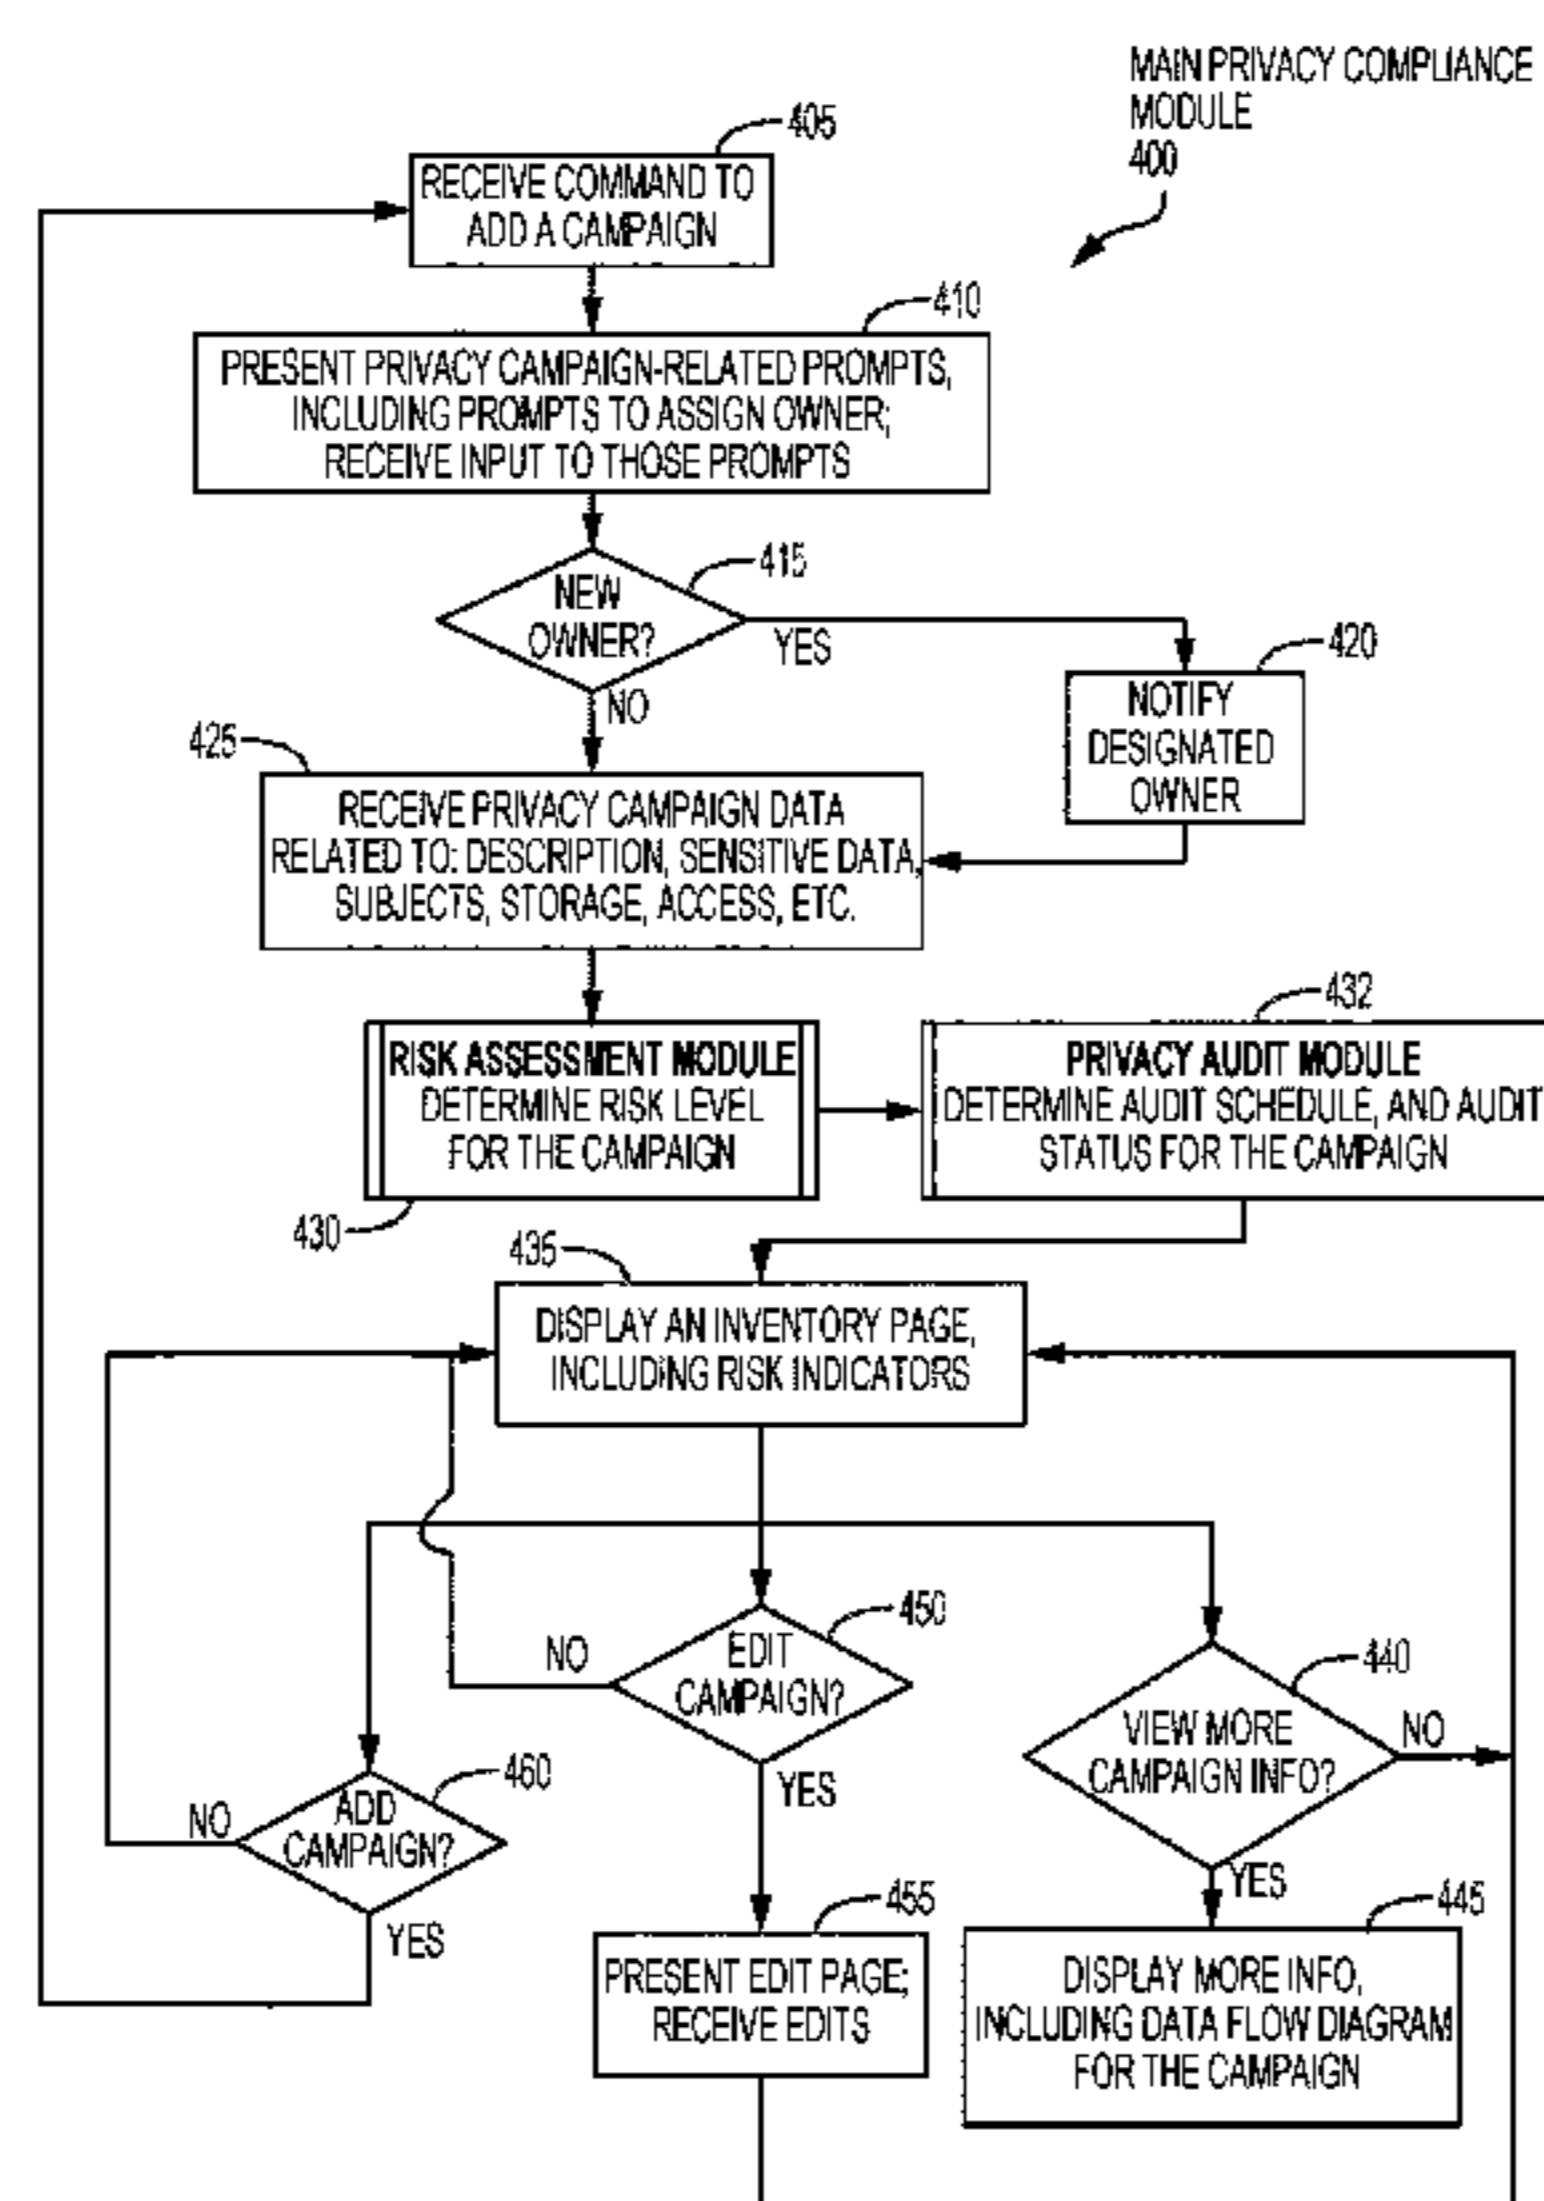 MAIN PRIVACY COMPLIANCE
MODULE
400
405
RECEIVE COMMAND TO
ADD A CAMPAIGN
410
PRESENT PRIVACY CAMPAIGN-RELATED PROMPTS,
INCLUDING PROMPTS TO ASSIGN OWNER;
RECEIVE INPUT TO THOSE PROMPTS
415
NEW
OWNER?
YES
NO
420
NOTIFY
DESIGNATED
OWNER
425
RECEIVE PRIVACY CAMPAIGN DATA
RELATED TO: DESCRIPTION, SENSITIVE DATA,
SUBJECTS, STORAGE, ACCESS, ETC.
RISK ASSESSMENT MODULE
DETERMINE RISK LEVEL
FOR THE CAMPAIGN
430
432
PRIVACY AUDIT MODULE
DETERMINE AUDIT SCHEDULE, AND AUDIT
STATUS FOR THE CAMPAIGN
435
DISPLAY AN INVENTORY PAGE,
INCLUDING RISK INDICATORS
450
EDIT
CAMPAIGN?
NO
YES
440
VIEW MORE
CAMPAIGN INFO?
NO
YES
460
ADD
CAMPAIGN?
NO
YES
455
PRESENT EDIT PAGE;
RECEIVE EDITS
445
DISPLAY MORE INFO,
INCLUDING DATA FLOW DIAGRAM
FOR THE CAMPAIGN